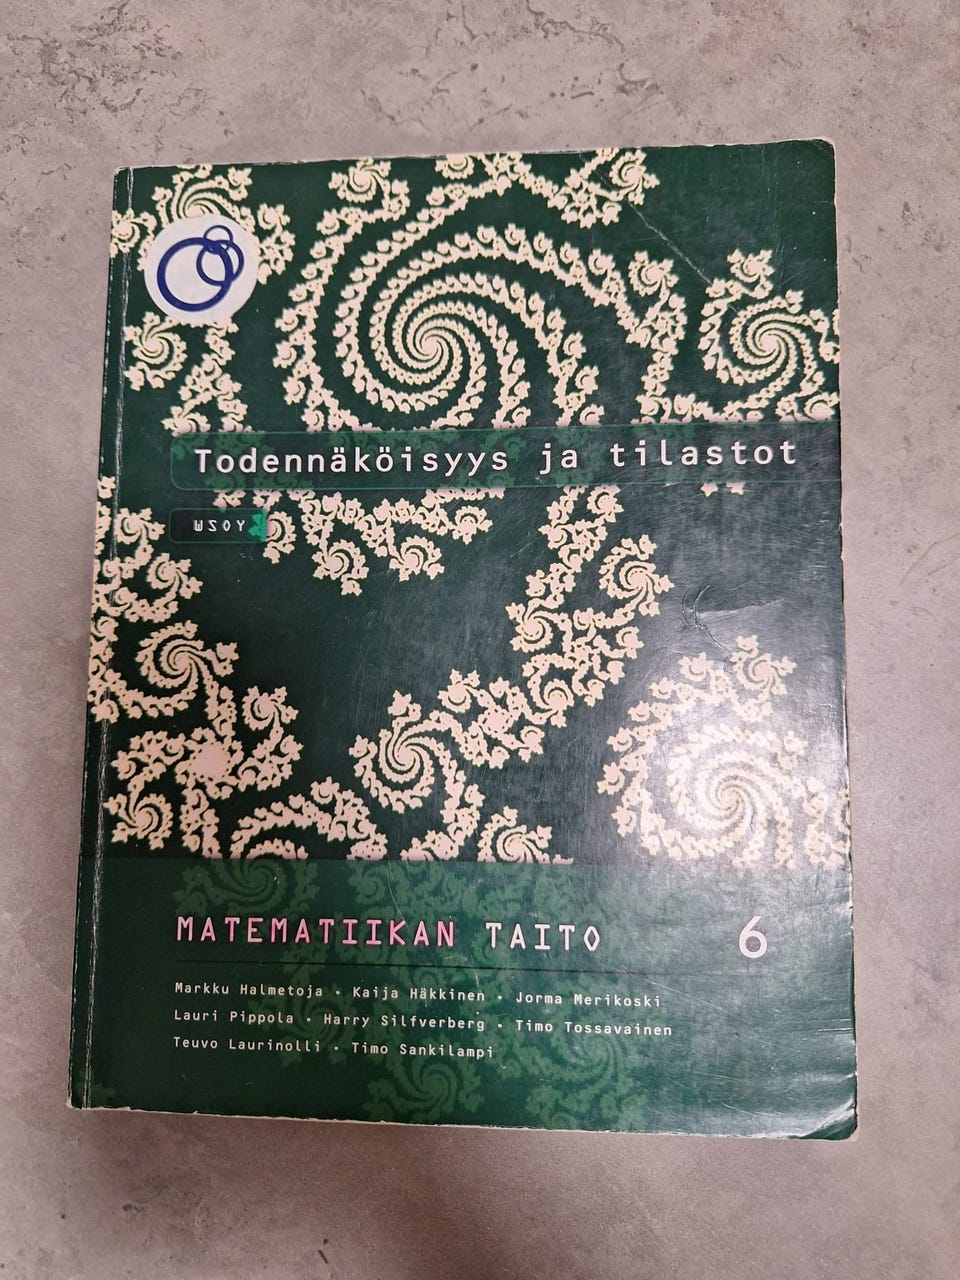 Todennäköisyys ja tilastot
WSOY
MATEMATIIKAN TAITO 6
Markku Halmetoja • Kaija Häkkinen • Jorma Merikoski
Lauri Pippola • Harry Silfverberg • Timo Tossavainen
Teuvo Laurinolli • Timo Sankilampi